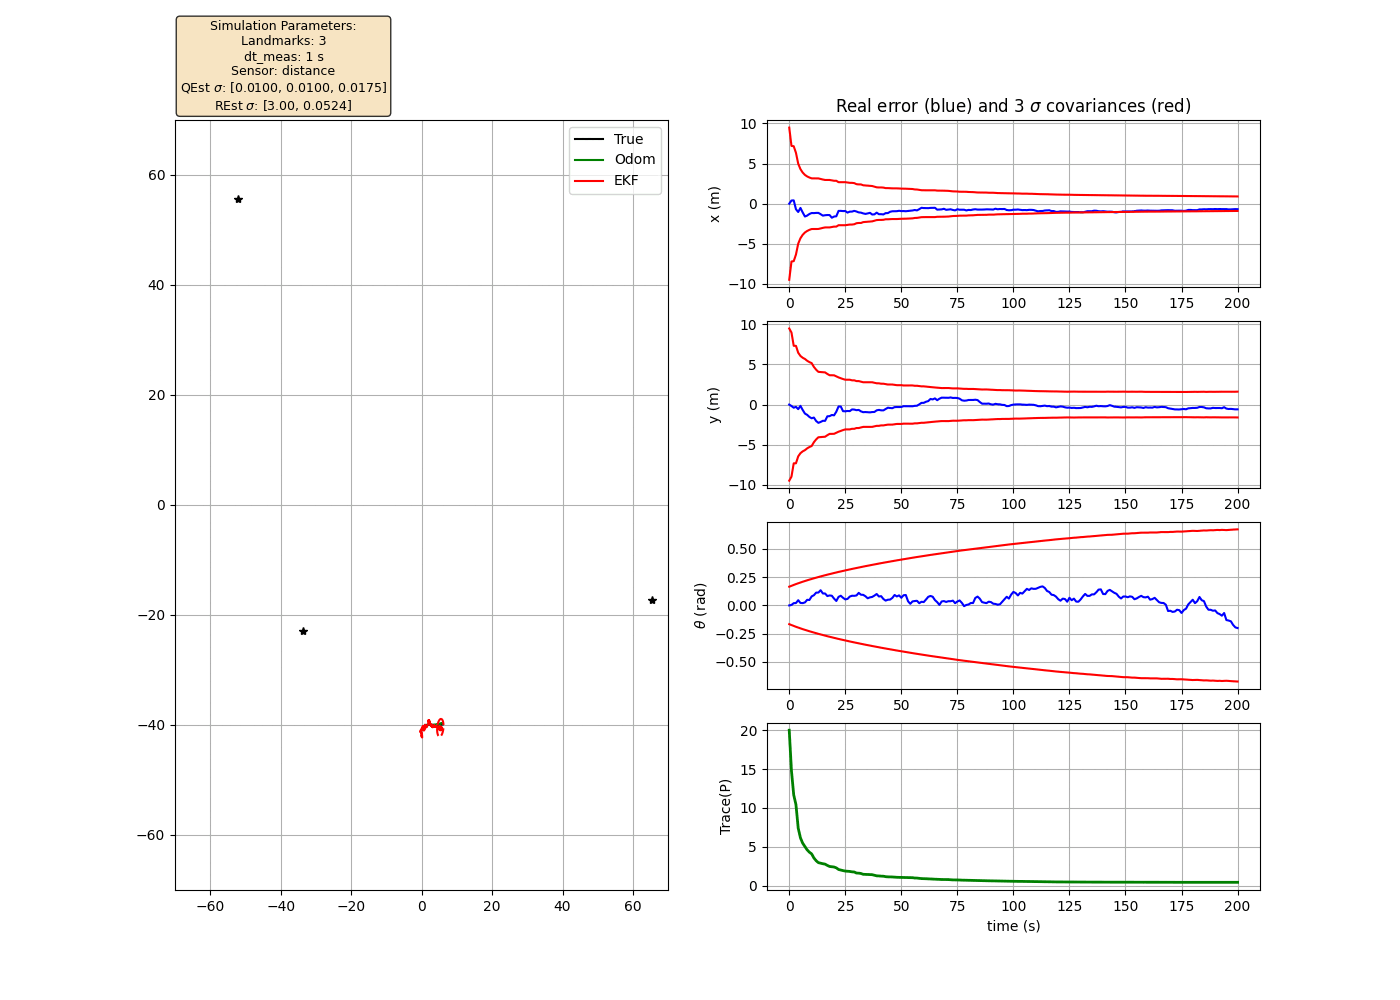 Simulation Parameters:
Landmarks: 3
dt_meas: 1 s
Sensor: distance
QEst σ: [0.0100, 0.0100, 0.0175]
REst σ: [3.00, 0.0524]
True
Odom
EKF
60
40
20
0
−20
−40
−60
−60 −40 −20 0 20 40 60
Real error (blue) and 3 σ covariances (red)
x (m)
10
5
0
−5
−10
0 25 50 75 100 125 150 175 200
y (m)
10
5
0
−5
−10
0 25 50 75 100 125 150 175 200
θ (rad)
0.50
0.25
0.00
−0.25
−0.50
0 25 50 75 100 125 150 175 200
Trace(P)
20
15
10
5
0
0 25 50 75 100 125 150 175 200
time (s)